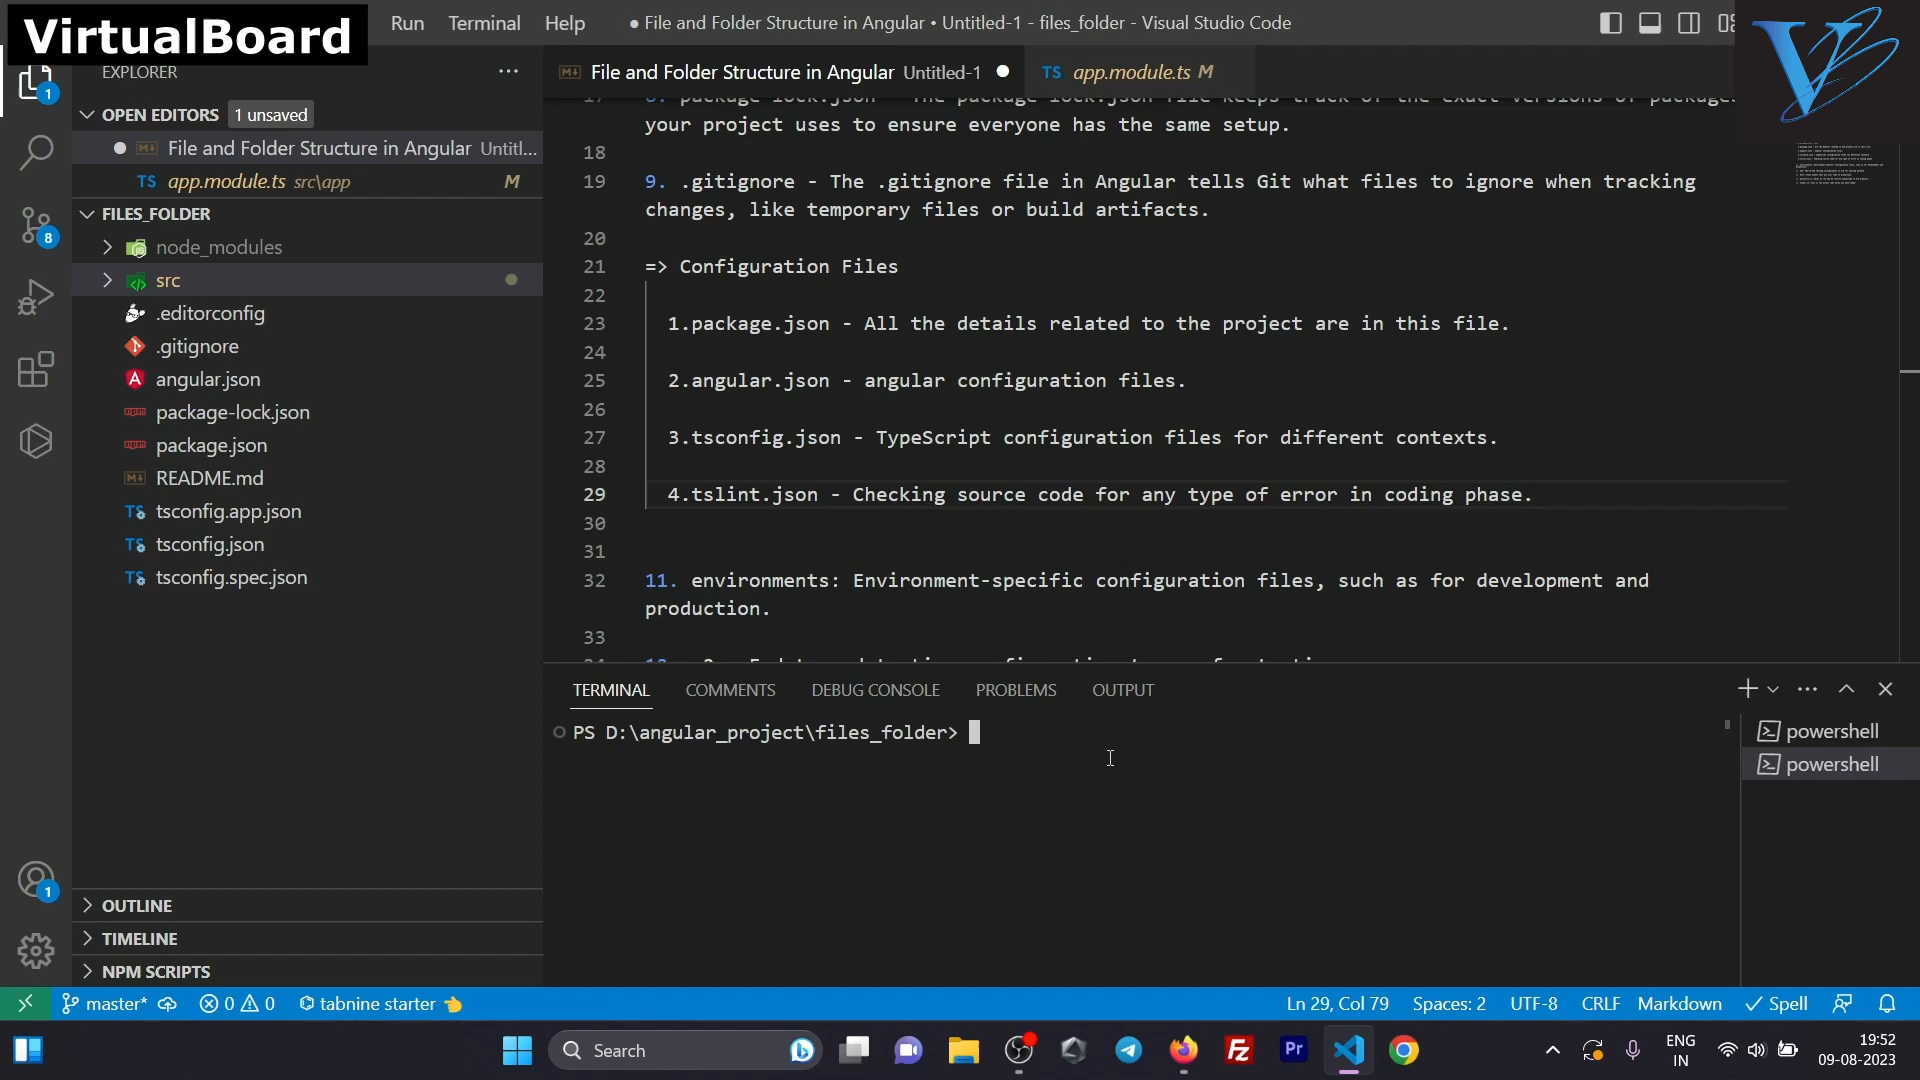 VirtualBoard
Run Terminal Help
● File and Folder Structure in Angular • Untitled-1 - files_folder - Visual Studio Code
EXPLORER
File and Folder Structure in Angular Untitled-1
TS app.module.ts M
OPEN EDITORS 1 unsaved
File and Folder Structure in Angular Untitl...
TS app.module.ts src\app M
FILES_FOLDER
node_modules
src
.editorconfig
.gitignore
angular.json
package-lock.json
package.json
README.md
TS tsconfig.app.json
TS tsconfig.json
TS tsconfig.spec.json
OUTLINE
TIMELINE
NPM SCRIPTS
your project uses to ensure everyone has the same setup.
18
19 9. .gitignore - The .gitignore file in Angular tells Git what files to ignore when tracking
changes, like temporary files or build artifacts.
20
21 => Configuration Files
22
23 1.package.json - All the details related to the project are in this file.
24
25 2.angular.json - angular configuration files.
26
27 3.tsconfig.json - TypeScript configuration files for different contexts.
28
29 4.tslint.json - Checking source code for any type of error in coding phase.
30
31
32 11. environments: Environment-specific configuration files, such as for development and
production.
33
TERMINAL COMMENTS DEBUG CONSOLE PROBLEMS OUTPUT
PS D:\angular_project\files_folder>
powershell
powershell
1
8
1
master* 0 0 tabnine starter
Ln 29, Col 79 Spaces: 2 UTF-8 CRLF Markdown Spell
Search
Fz
Pr
ENG
IN
19:52
09-08-2023